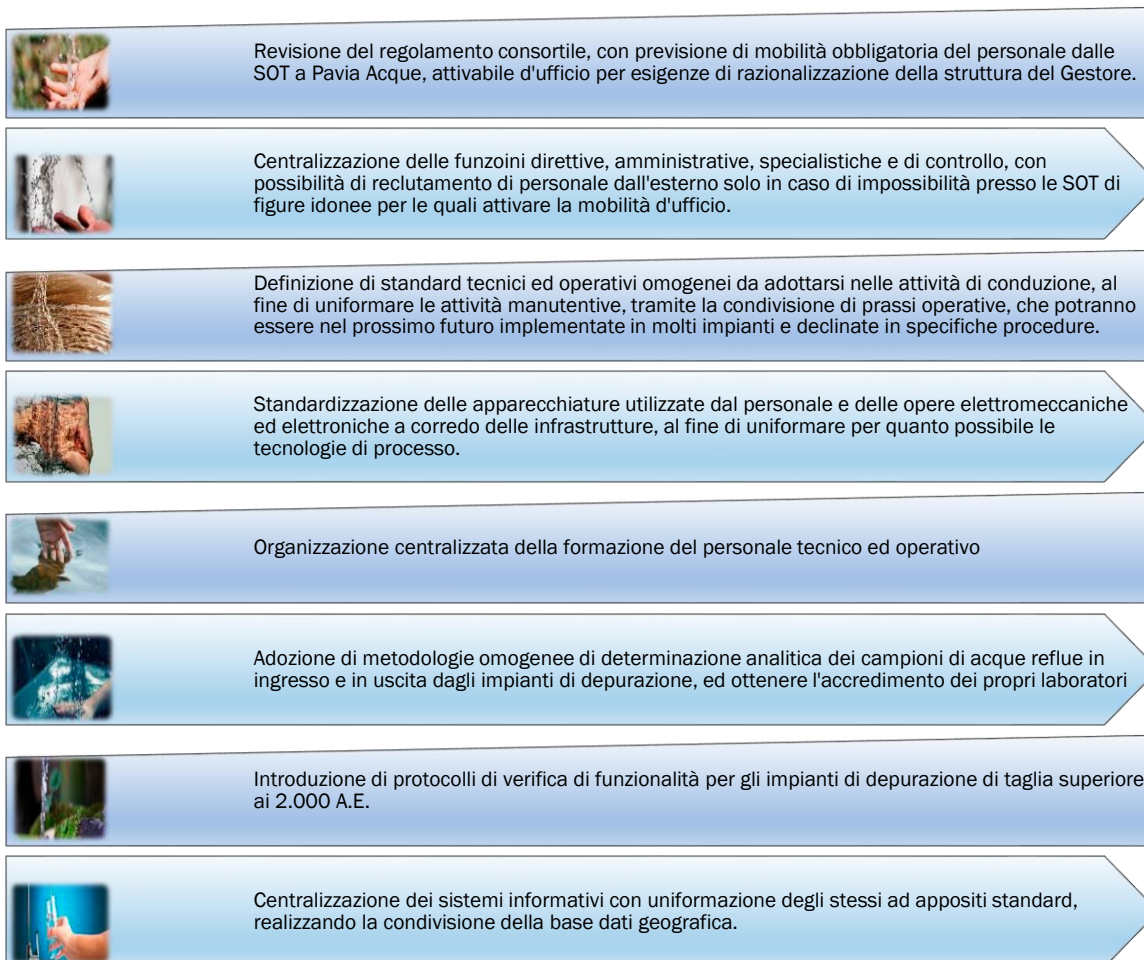 Revisione del regolamento consortile, con previsione di mobilità obbligatoria del personale dalle
SOT a Pavia Acque, attivabile d'ufficio per esigenze di razionalizzazione della struttura del Gestore.
Centralizzazione delle funzoini direttive, amministrative, specialistiche e di controllo, con
possibilità di reclutamento di personale dall'esterno solo in caso di impossibilità presso le SOT di
figure idonee per le quali attivare la mobilità d'ufficio.
Definizione di standard tecnici ed operativi omogenei da adottarsi nelle attività di conduzione, al
fine di uniformare le attività manutentive, tramite la condivisione di prassi operative, che potranno
essere nel prossimo futuro implementate in molti impianti e declinate in specifiche procedure.
Standardizzazione delle apparecchiature utilizzate dal personale e delle opere elettromeccaniche
ed elettroniche a corredo delle infrastrutture, al fine di uniformare per quanto possibile le
tecnologie di processo.
Organizzazione centralizzata della formazione del personale tecnico ed operativo
Adozione di metodologie omogenee di determinazione analitica dei campioni di acque reflue in
ingresso e in uscita dagli impianti di depurazione, ed ottenere l'accredimento dei propri laboratori
Introduzione di protocolli di verifica di funzionalità per gli impianti di depurazione di taglia superiore
ai 2.000 A.E.
Centralizzazione dei sistemi informativi con uniformazione degli stessi ad appositi standard,
realizzando la condivisione della base dati geografica.